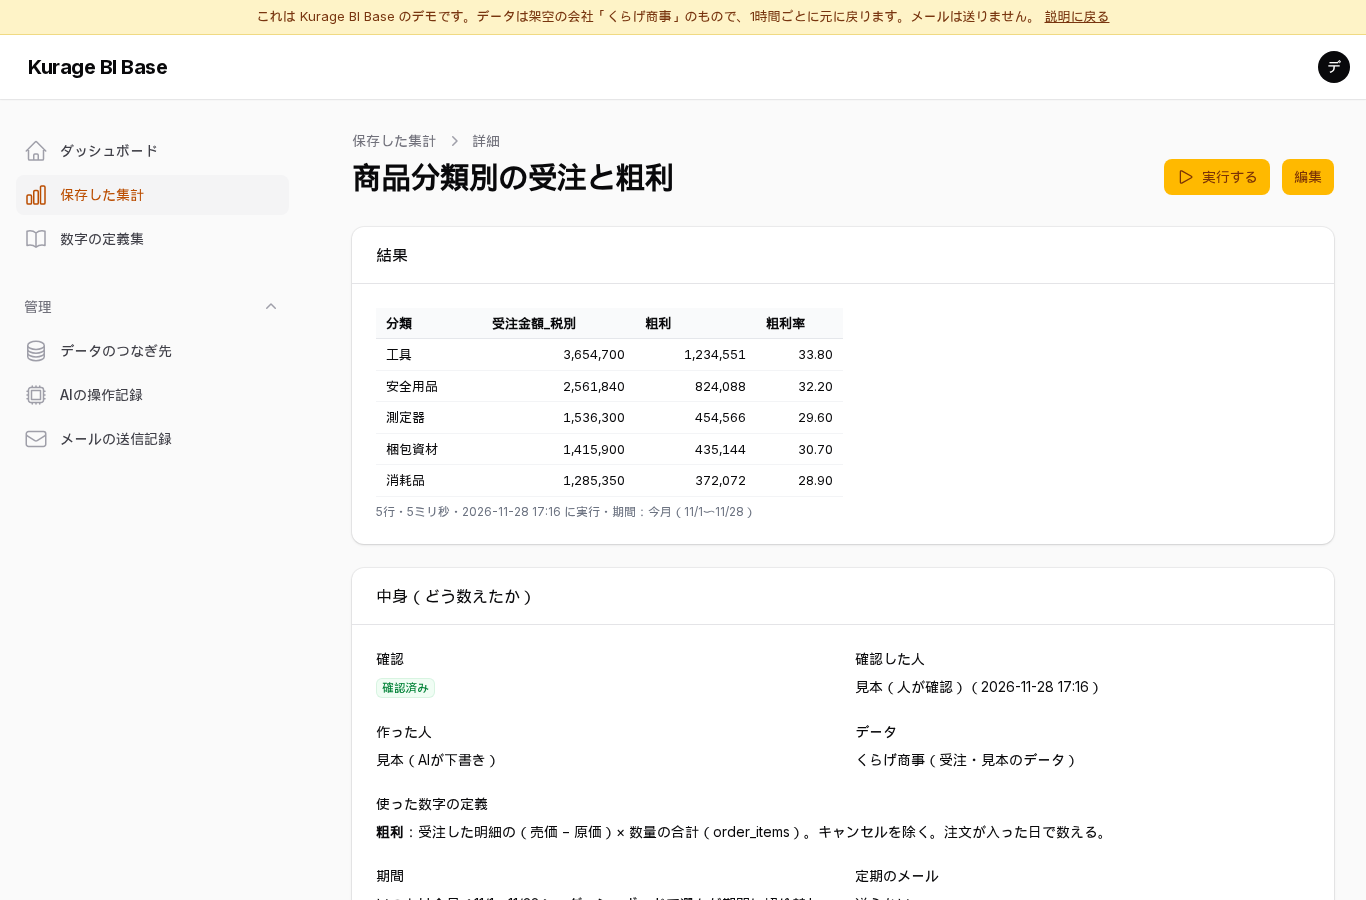 これは Kurage BI Base のデモです。データは架空の会社「くらげ商事」のもので、1時間ごとに元に戻ります。メールは送りません。 説明に戻る
Kurage BI Base
デ
ダッシュボード
保存した集計
数字の定義集
管理
データのつなぎ先
AIの操作記録
メールの送信記録
保存した集計 > 詳細
商品分類別の受注と粗利
実行する
編集
結果
分類 受注金額_税別 粗利 粗利率
工具 3,654,700 1,234,551 33.80
安全用品 2,561,840 824,088 32.20
測定器 1,536,300 454,566 29.60
梱包資材 1,415,900 435,144 30.70
消耗品 1,285,350 372,072 28.90
5行・5ミリ秒・2026-11-28 17:16 に実行・期間：今月（11/1〜11/28）
中身（どう数えたか）
確認 確認した人
確認済み 見本（人が確認）（2026-11-28 17:16）
作った人 データ
見本（AIが下書き） くらげ商事（受注・見本のデータ）
使った数字の定義
粗利：受注した明細の（売価 − 原価）× 数量の合計（order_items）。キャンセルを除く。注文が入った日で数える。
期間 定期のメール